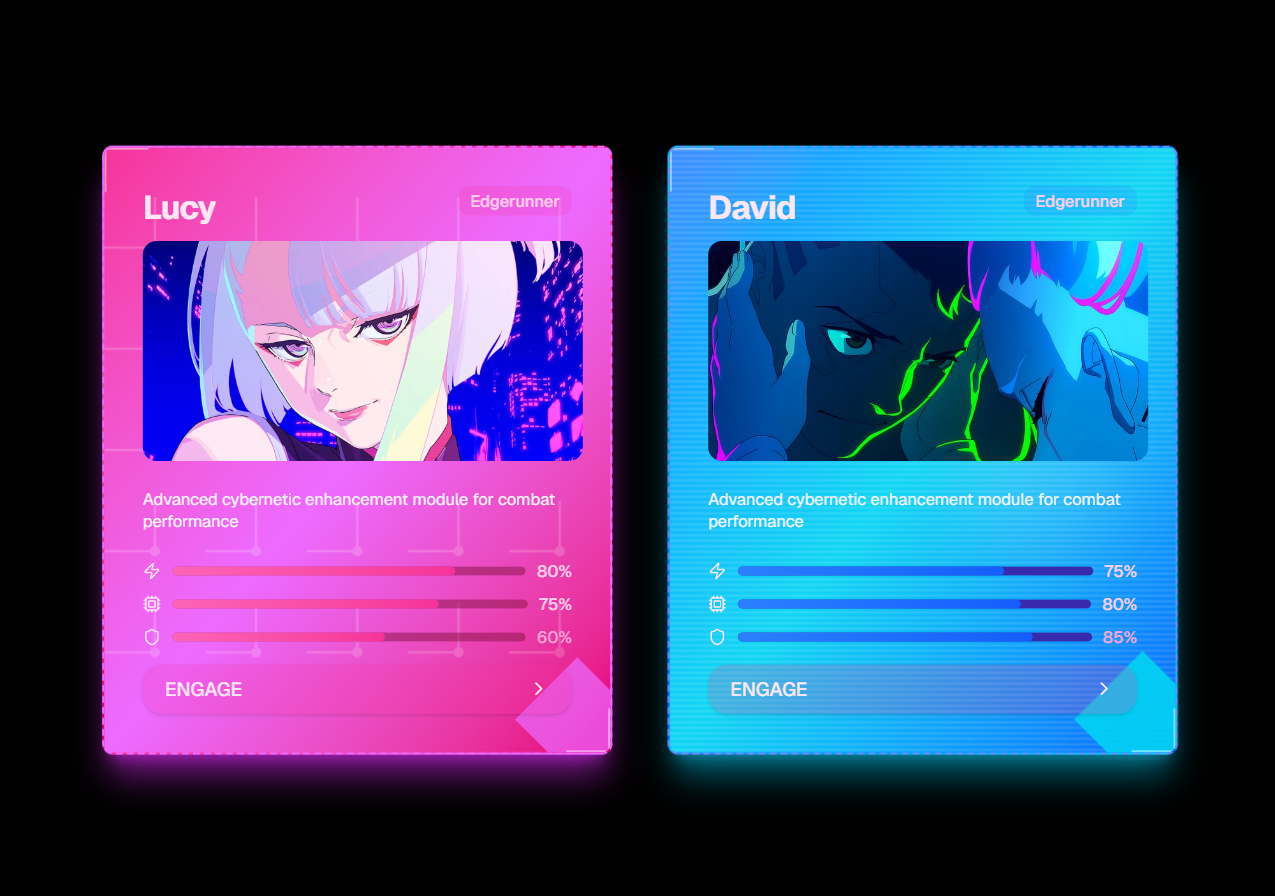 Lucy
Edgerunner
Advanced cybernetic enhancement module for combat
performance
80%
75%
60%
ENGAGE
David
Edgerunner
Advanced cybernetic enhancement module for combat
performance
75%
80%
85%
ENGAGE